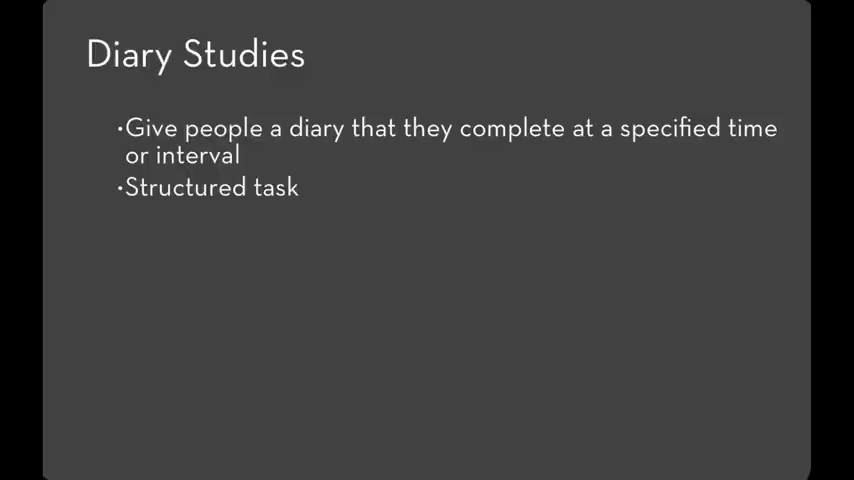 Diary Studies
•Give people a diary that they complete at a specified time
or interval
•Structured task